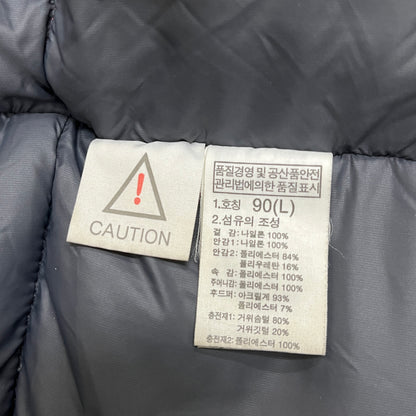 !
CAUTION
품질경영 및 공산품안전
관리법에의한 품질표시
1.호칭 90(L)
2.섬유의 조성
겉 감: 나일론 100%
안감1: 나일론 100%
안감2: 폴리에스터 84%
폴리우레탄 16%
속 감: 폴리에스터 100%
주머니감: 폴리에스터 100%
후드퍼: 아크릴계 93%
폴리에스터 7%
충전재1: 거위솜털 80%
거위깃털 20%
충전재2: 폴리에스터 100%